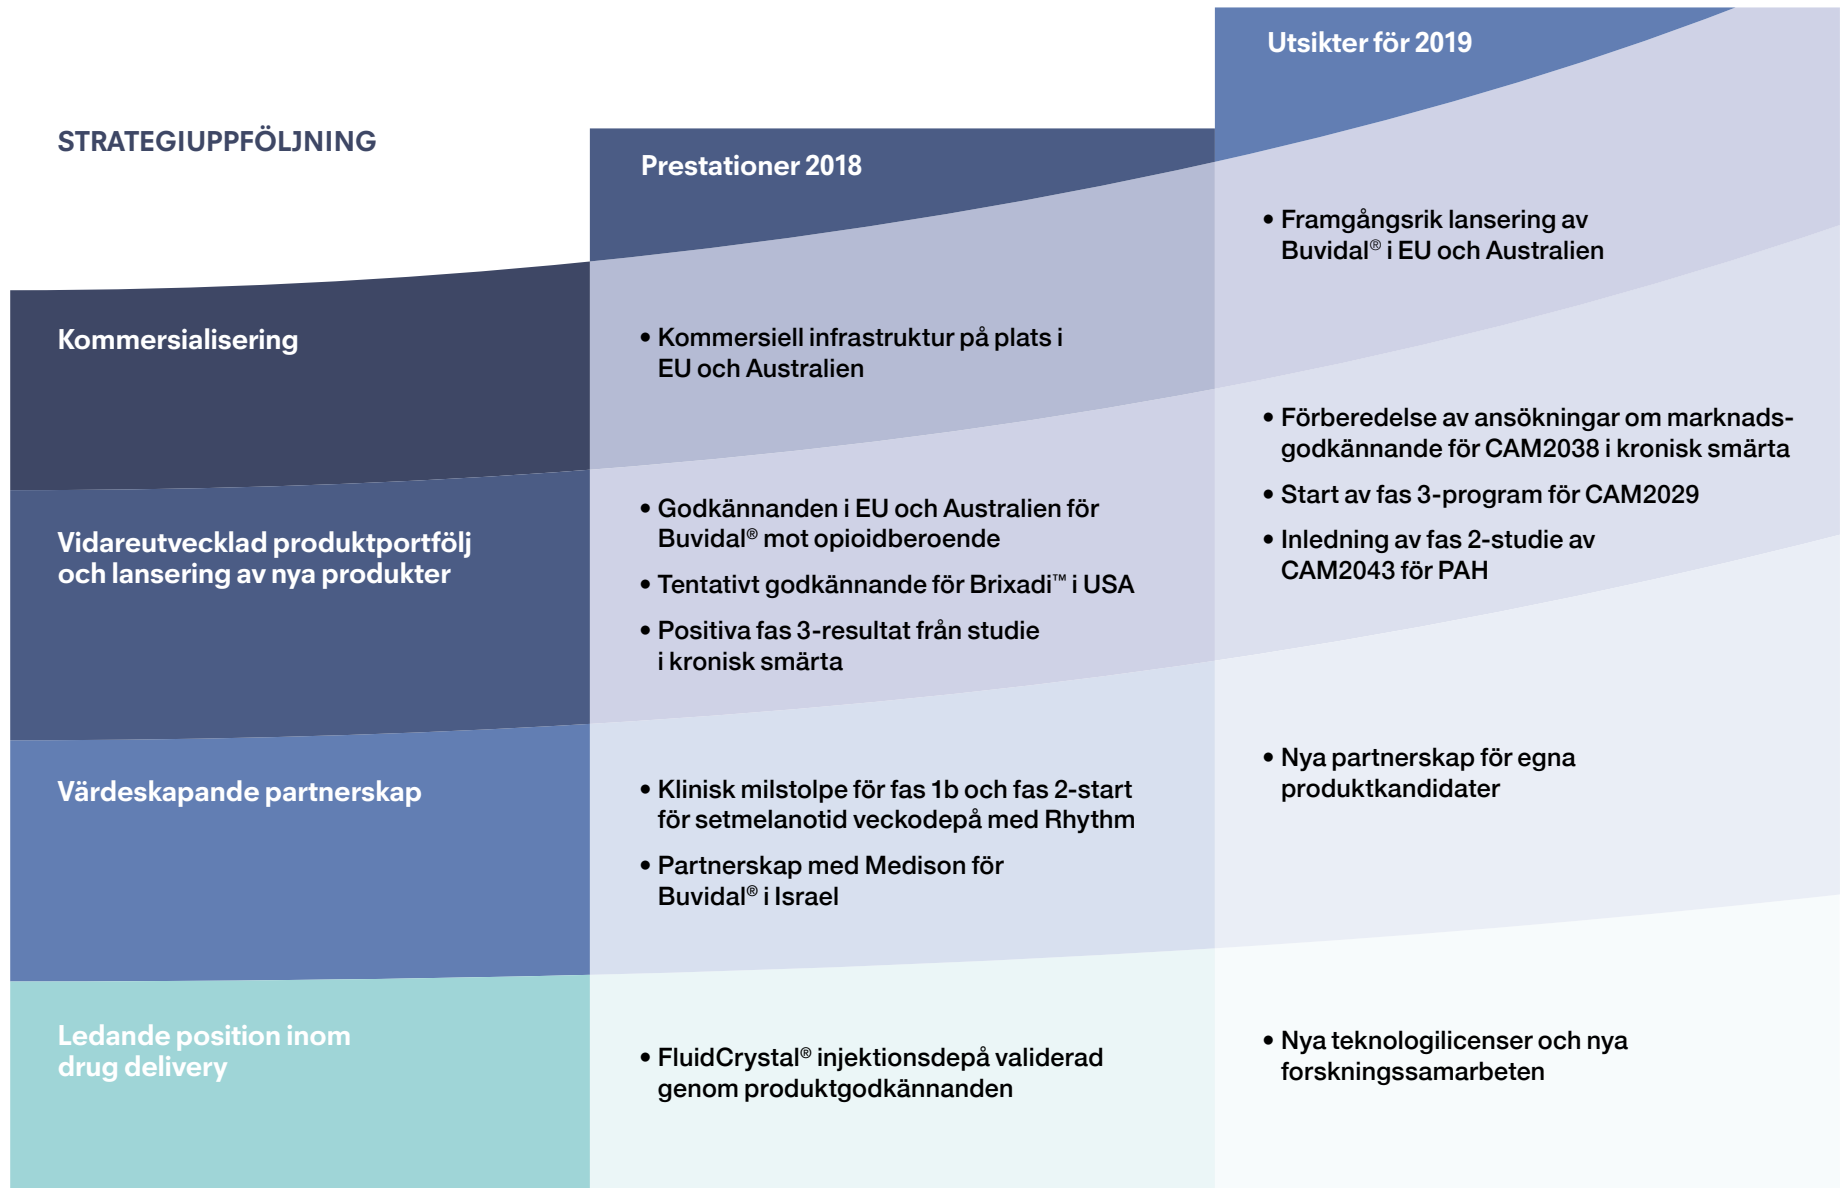 STRATEGIUPPFÖLJNING
Prestationer 2018
Utsikter för 2019
Kommersialisering
• Kommersiell infrastruktur på plats i
EU och Australien
• Framgångsrik lansering av
Buvidal® i EU och Australien
Vidareutvecklad produktportfölj
och lansering av nya produkter
• Godkännanden i EU och Australien för
Buvidal® mot opioidberoende
• Tentativt godkännande för Brixadi™ i USA
• Positiva fas 3-resultat från studie
i kronisk smärta
• Förberedelse av ansökningar om marknads-
godkännande för CAM2038 i kronisk smärta
• Start av fas 3-program för CAM2029
• Inledning av fas 2-studie av
CAM2043 för PAH
Värdeskapande partnerskap
• Klinisk milstolpe för fas 1b och fas 2-start
för setmelanotid veckodepå med Rhythm
• Partnerskap med Medison för
Buvidal® i Israel
• Nya partnerskap för egna
produktkandidater
Ledande position inom
drug delivery
• FluidCrystal® injektionsdepå validerad
genom produktgodkännanden
• Nya teknologilicenser och nya
forskningssamarbeten